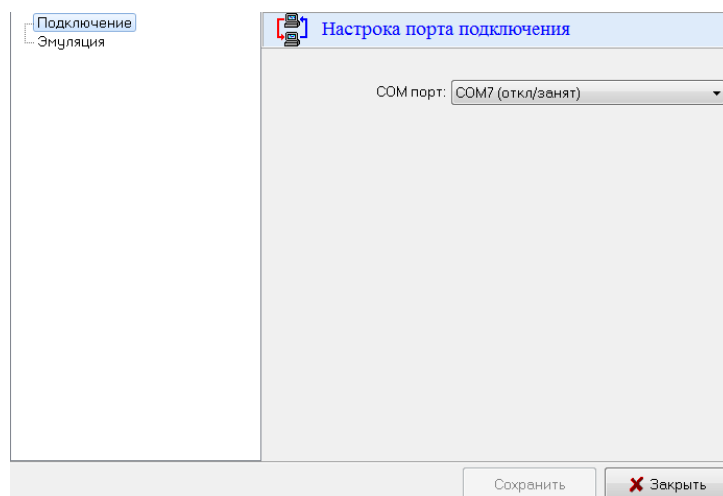 Подключение
Эмуляция
Настрока порта подключения
COM порт: COM7 (откл/занят)
Сохранить
Закрыть